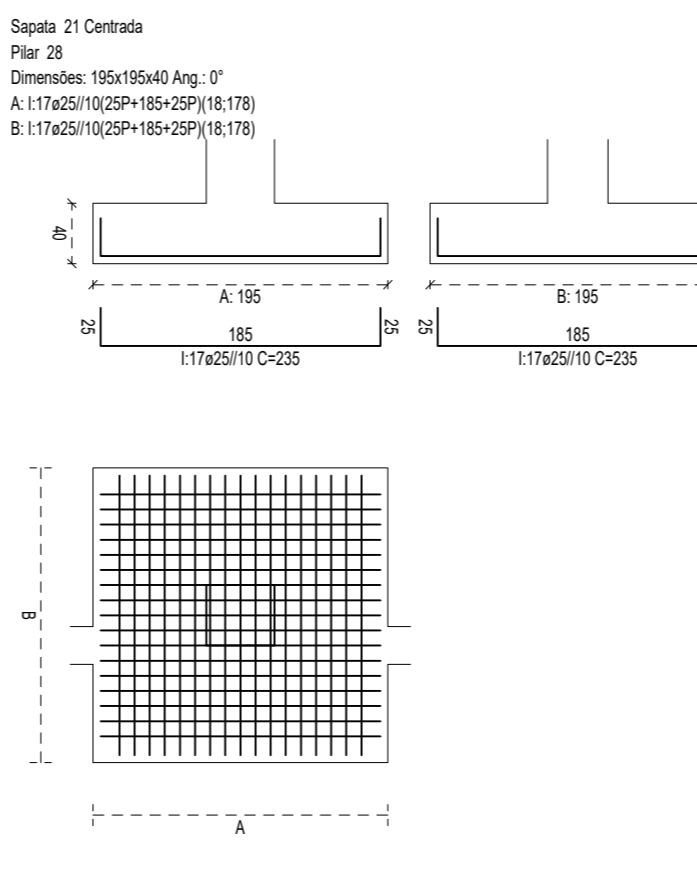 Sapata 21 Centrada
Pilar 28
Dimensões: 195x195x40 Ang.: 0°
A: I:17ø25//10(25P+185+25P)(18;178)
B: I:17ø25//10(25P+185+25P)(18;178)
40
A: 195
B: 195
25
185
25
25
185
I:17ø25//10 C=235
I:17ø25//10 C=235
B
A